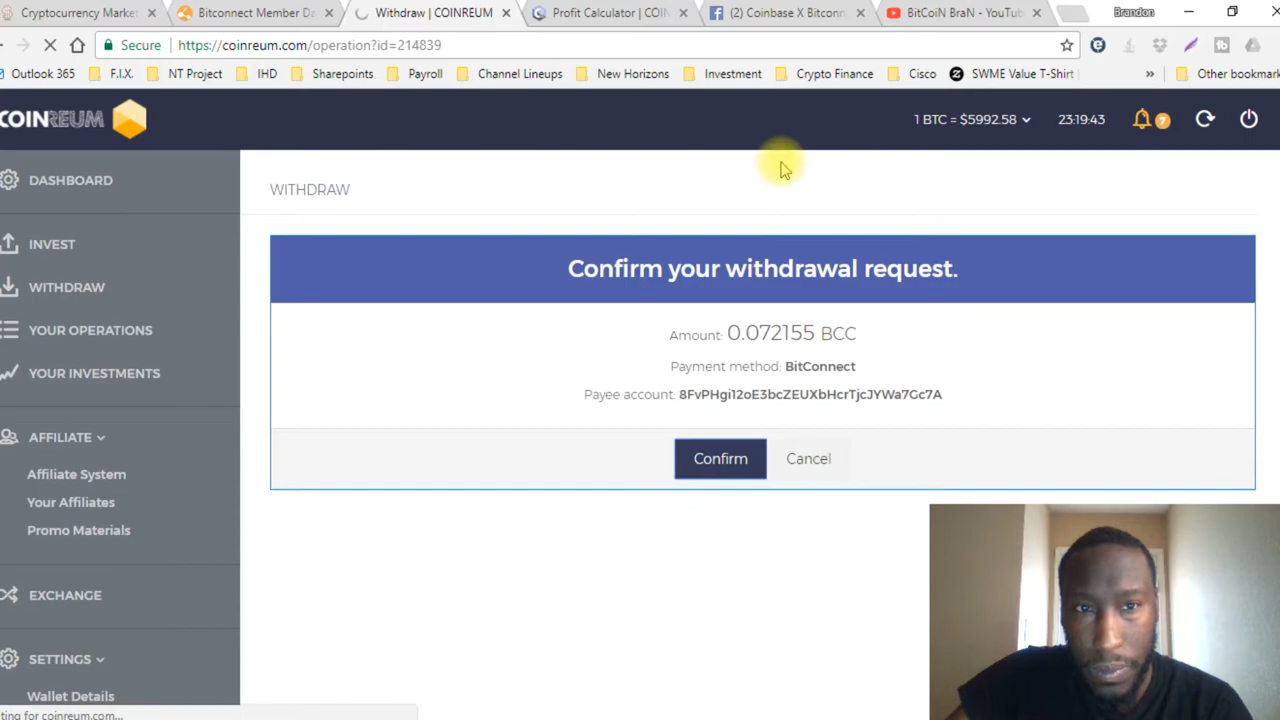 Cryptocurrency Market
Bitconnect Member Da
Withdraw | COINREUM
Profit Calculator | COIN
(2) Coinbase X Bitconn
BitCoiN BraN - YouTub
Brandon
Secure
https://coinreum.com/operation?id=214839
Outlook 365
F.I.X.
NT Project
IHD
Sharepoints
Payroll
Channel Lineups
New Horizons
Investment
Crypto Finance
Cisco
SWME Value T-Shirt
»
Other bookmark
COINREUM
1 BTC = $5992.58
23:19:43
7
DASHBOARD
INVEST
WITHDRAW
YOUR OPERATIONS
YOUR INVESTMENTS
AFFILIATE
Affiliate System
Your Affiliates
Promo Materials
EXCHANGE
SETTINGS
Wallet Details
WITHDRAW
Confirm your withdrawal request.
Amount: 0.072155 BCC
Payment method: BitConnect
Payee account: 8FvPHgi12oE3bcZEUXbHcrTjcJYWa7Gc7A
Confirm
Cancel
ting for coinreum.com...